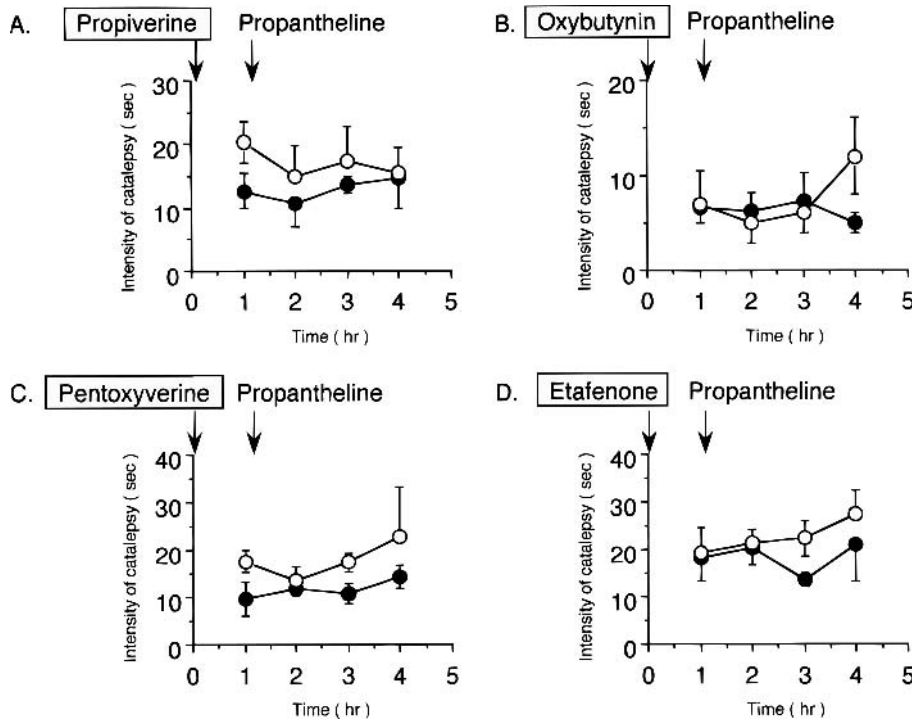 A. Propiverine Propantheline
Intensity of catalepsy ( sec )
30
20
10
0
0 1 2 3 4 5
Time ( hr )
B. Oxybutynin Propantheline
Intensity of catalepsy ( sec )
20
10
0
0 1 2 3 4 5
Time ( hr )
C. Pentoxyverine Propantheline
Intensity of catalepsy ( sec )
40
30
20
10
0
0 1 2 3 4 5
Time ( hr )
D. Etafenone Propantheline
Intensity of catalepsy ( sec )
40
30
20
10
0
0 1 2 3 4 5
Time ( hr )